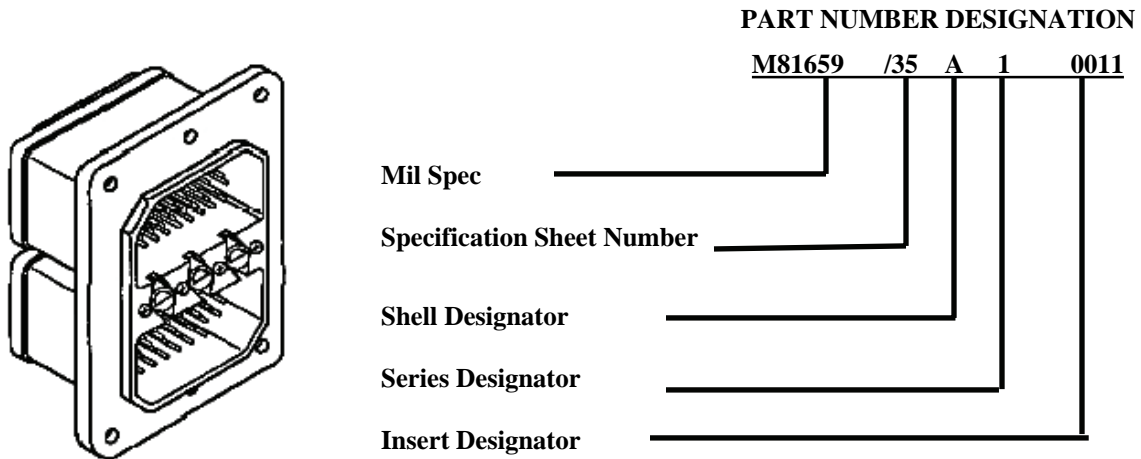 PART NUMBER DESIGNATION
M81659 /35 A 1 0011
Mil Spec
Specification Sheet Number
Shell Designator
Series Designator
Insert Designator